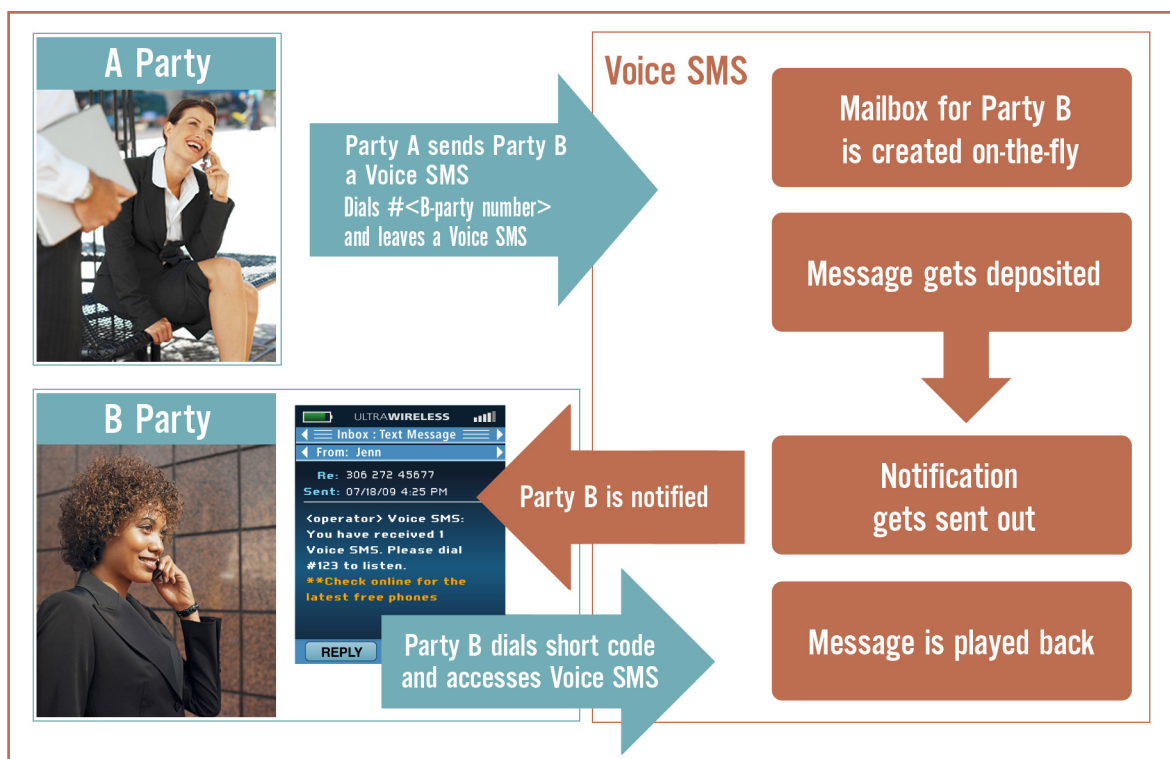 A Party
Party A sends Party B
a Voice SMS
Dials #<B-party number>
and leaves a Voice SMS
Voice SMS
Mailbox for Party B
is created on-the-fly
Message gets deposited
Notification
gets sent out
Message is played back
B Party
ULTRAWIRELESS
Inbox : Text Message
From: Jenn
Re: 306 272 45677
Sent: 07/18/09 4:25 PM
<operator> Voice SMS:
You have received 1
Voice SMS. Please dial
#123 to listen.
**Check online for the
latest free phones
REPLY
Party B is notified
Party B dials short code
and accesses Voice SMS